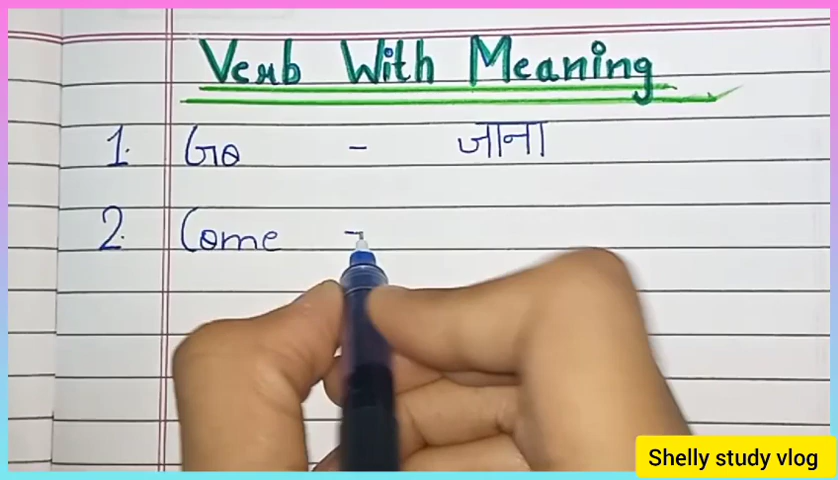 Verb With Meaning
1. Go - जाना
2. Come -
Shelly study vlog